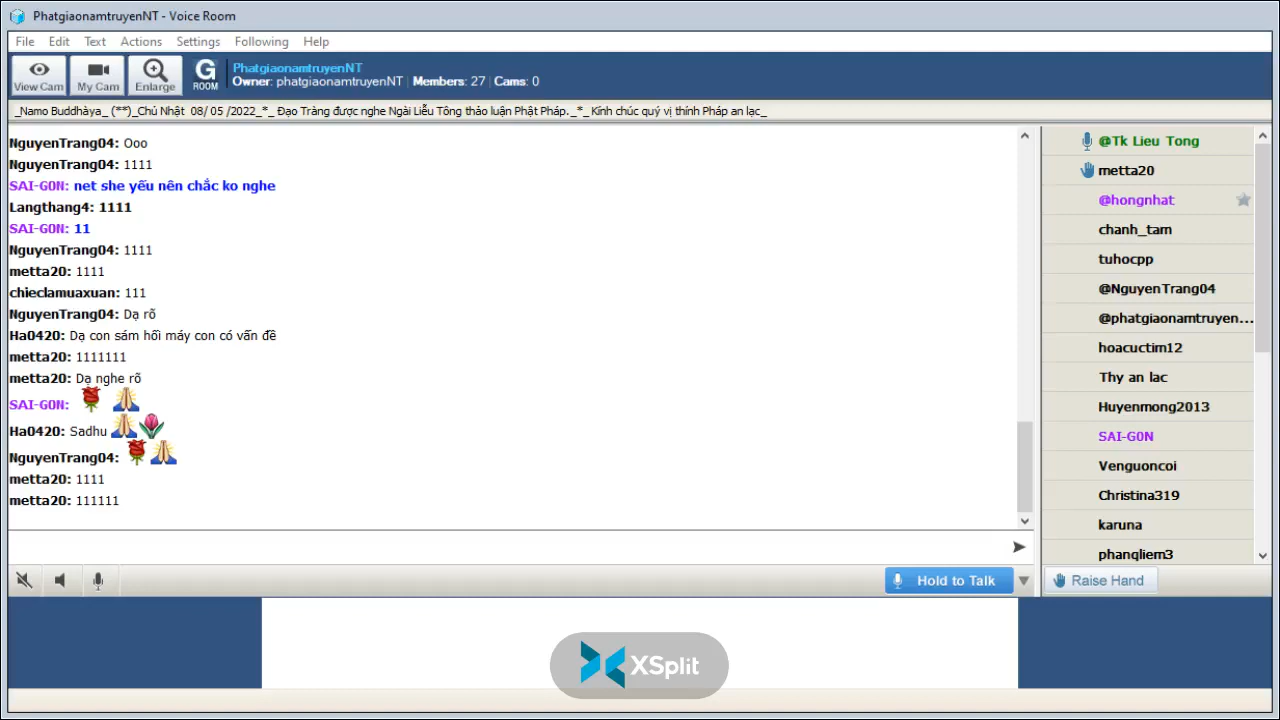 PhatgiaonamtruyenNT - Voice Room
File Edit Text Actions Settings Following Help
View Cam My Cam Enlarge G ROOM
PhatgiaonamtruyenNT
Owner: phatgiaonamtruyenNT Members: 27 Cams: 0
_Namo Buddhàya_ (**)_Chủ Nhật 08/ 05 /2022_*_ Đạo Tràng được nghe Ngài Liễu Tông thảo luận Phật Pháp._*_ Kính chúc quý vị thính Pháp an lạc_
NguyenTrang04: Ooo
NguyenTrang04: 1111
SAI-G0N: net she yếu nên chắc ko nghe
Langthang4: 1111
SAI-G0N: 11
NguyenTrang04: 1111
metta20: 1111
chieclamuaxuan: 111
NguyenTrang04: Dạ rõ
Ha0420: Dạ con sám hối máy con có vấn đề
metta20: 1111111
metta20: Dạ nghe rõ
SAI-G0N:
Ha0420: Sadhu
NguyenTrang04:
metta20: 1111
metta20: 111111
@Tk Lieu Tong
metta20
@hongnhat
chanh_tam
tuhocpp
@NguyenTrang04
@phatgiaonamtruyen...
hoacuctim12
Thy an lac
Huyenmong2013
SAI-G0N
Venguoncoi
Christina319
karuna
phangliem3
Hold to Talk
Raise Hand
XSplit